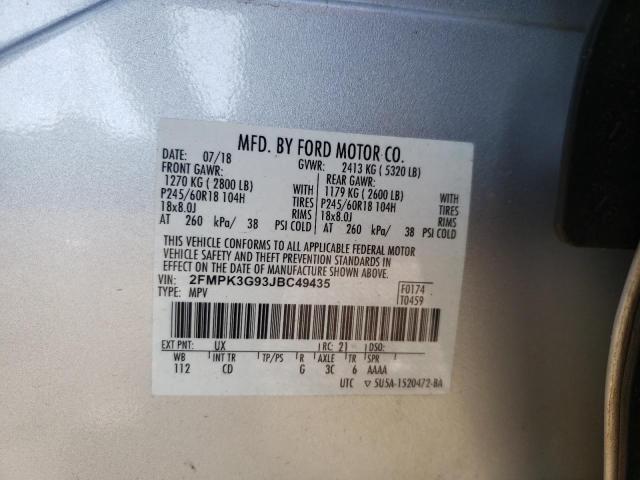 MFD. BY FORD MOTOR CO.
DATE: 07/18 GVWR: 2413 KG ( 5320 LB)
FRONT GAWR: REAR GAWR:
1270 KG ( 2800 LB) WITH 1179 KG ( 2600 LB) WITH
P245/60R18 104H TIRES P245/60R18 104H TIRES
18x8.0J RIMS 18x8.0J RIMS
AT 260 kPa/ 38 PSI COLD AT 260 kPa/ 38 PSI COLD
THIS VEHICLE CONFORMS TO ALL APPLICABLE FEDERAL MOTOR
VEHICLE SAFETY AND THEFT PREVENTION STANDARDS IN
EFFECT ON THE DATE OF MANUFACTURE SHOWN ABOVE.
VIN: 2FMPK3G93JBC49435 F0174
TYPE: MPV T0459
EXT PNT: UX RC: 21 DSO:
WB INT TR TP/PS R AXLE TR SPR
112 CD G 3C 6 AAAA
UTC ▽ 5U5A-1520472-BA